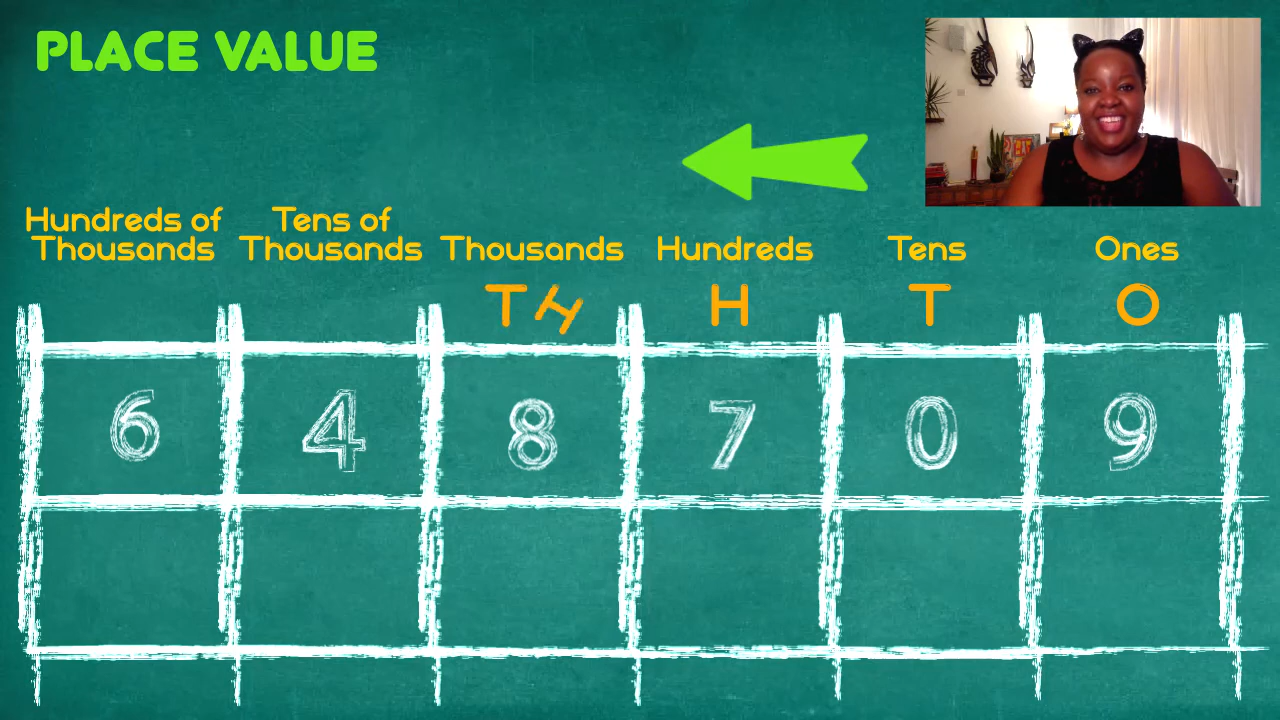 PLACE VALUE
Hundreds of Thousands
Tens of Thousands
Thousands
Hundreds
Tens
Ones
TH
H
T
O
6 4 8 7 0 9